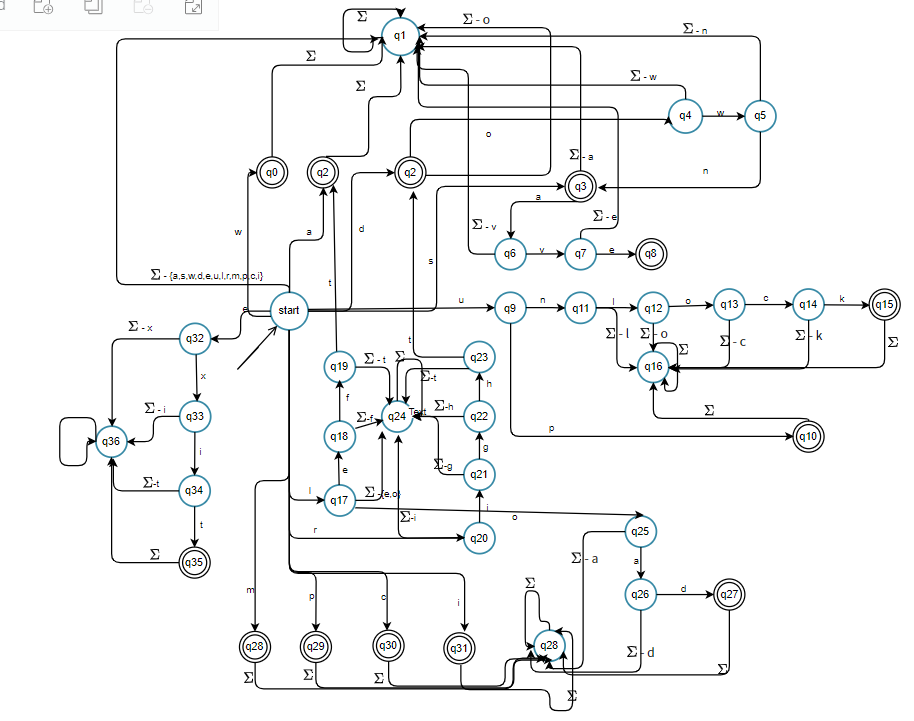 Σ
q1
Σ - o
Σ - n
Σ
Σ
Σ - w
q4
w
q5
o
q0
q2
q2
Σ - a
q3
n
a
w
a
d
Σ - v
Σ - e
s
q6
v
q7
e
q8
Σ - {a,s,w,d,e,u,l,r,m,p,c,i}
t
e
start
u
q9
n
q11
l
q12
o
q13
c
q14
k
q15
Σ - x
q32
Σ - l
Σ - o
Σ
Σ - c
Σ - k
Σ
t
q23
q19
Σ - t
Σ
Σ-t
q16
x
h
f
Σ - i
q33
Σ-f
q24
Text
Σ-h
q22
Σ
q36
q18
p
q10
i
g
e
Σ-g
q21
Σ-t
q34
l
q17
Σ -{e,o}
i
Σ-i
o
t
r
q20
q25
Σ
q35
Σ - a
a
m
p
c
i
Σ
q26
d
q27
q28
q29
q30
q31
q28
Σ - d
Σ
Σ
Σ
Σ
Σ